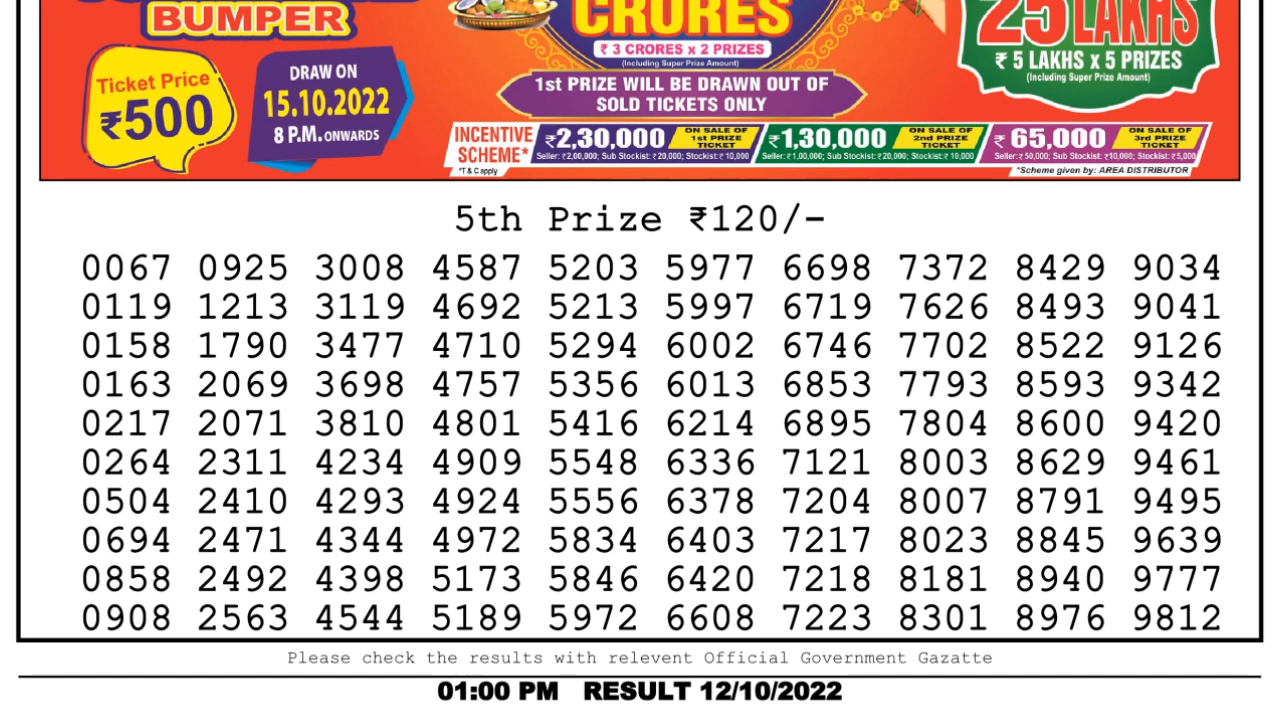 BUMPER
Ticket Price
₹500
DRAW ON
15.10.2022
8 P.M. ONWARDS
CRORES
₹ 3 CRORES x 2 PRIZES
(Including Super Prize Amount)
1st PRIZE WILL BE DRAWN OUT OF
SOLD TICKETS ONLY
25 LAKHS
₹ 5 LAKHS x 5 PRIZES
(Including Super Prize Amount)
INCENTIVE
SCHEME*
*T & C apply
₹2,30,000 ON SALE OF 1st PRIZE TICKET
Seller: ₹2,00,000; Sub Stockist: ₹20,000; Stockist: ₹ 10,000
₹1,30,000 ON SALE OF 2nd PRIZE TICKET
Seller: ₹ 1,00,000; Sub Stockist: ₹20,000; Stockist: ₹ 10,000
₹ 65,000 ON SALE OF 3rd PRIZE TICKET
Seller: ₹ 50,000; Sub Stockist: ₹10,000; Stockist: ₹5,000
*Scheme given by: AREA DISTRIBUTOR
5th Prize ₹120/-
0067 0925 3008 4587 5203 5977 6698 7372 8429 9034
0119 1213 3119 4692 5213 5997 6719 7626 8493 9041
0158 1790 3477 4710 5294 6002 6746 7702 8522 9126
0163 2069 3698 4757 5356 6013 6853 7793 8593 9342
0217 2071 3810 4801 5416 6214 6895 7804 8600 9420
0264 2311 4234 4909 5548 6336 7121 8003 8629 9461
0504 2410 4293 4924 5556 6378 7204 8007 8791 9495
0694 2471 4344 4972 5834 6403 7217 8023 8845 9639
0858 2492 4398 5173 5846 6420 7218 8181 8940 9777
0908 2563 4544 5189 5972 6608 7223 8301 8976 9812
Please check the results with relevent Official Government Gazatte
01:00 PM RESULT 12/10/2022